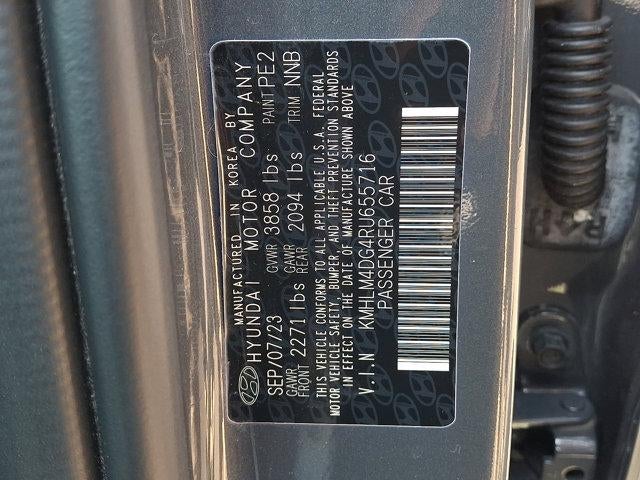 MANUFACTURED IN KOREA BY
HYUNDAI MOTOR COMPANY
SEP/07/23 GVWR 3858 lbs PAINT PE2
GAWR FRONT 2271 lbs GAWR REAR 2094 lbs TRIM NNB
THIS VEHICLE CONFORMS TO ALL APPLICABLE U.S.A. FEDERAL
MOTOR VEHICLE SAFETY, BUMPER, AND THEFT PREVENTION STANDARDS
IN EFFECT ON THE DATE OF MANUFACTURE SHOWN ABOVE
V.I.N KMHLM4DG4RU655716
PASSENGER CAR